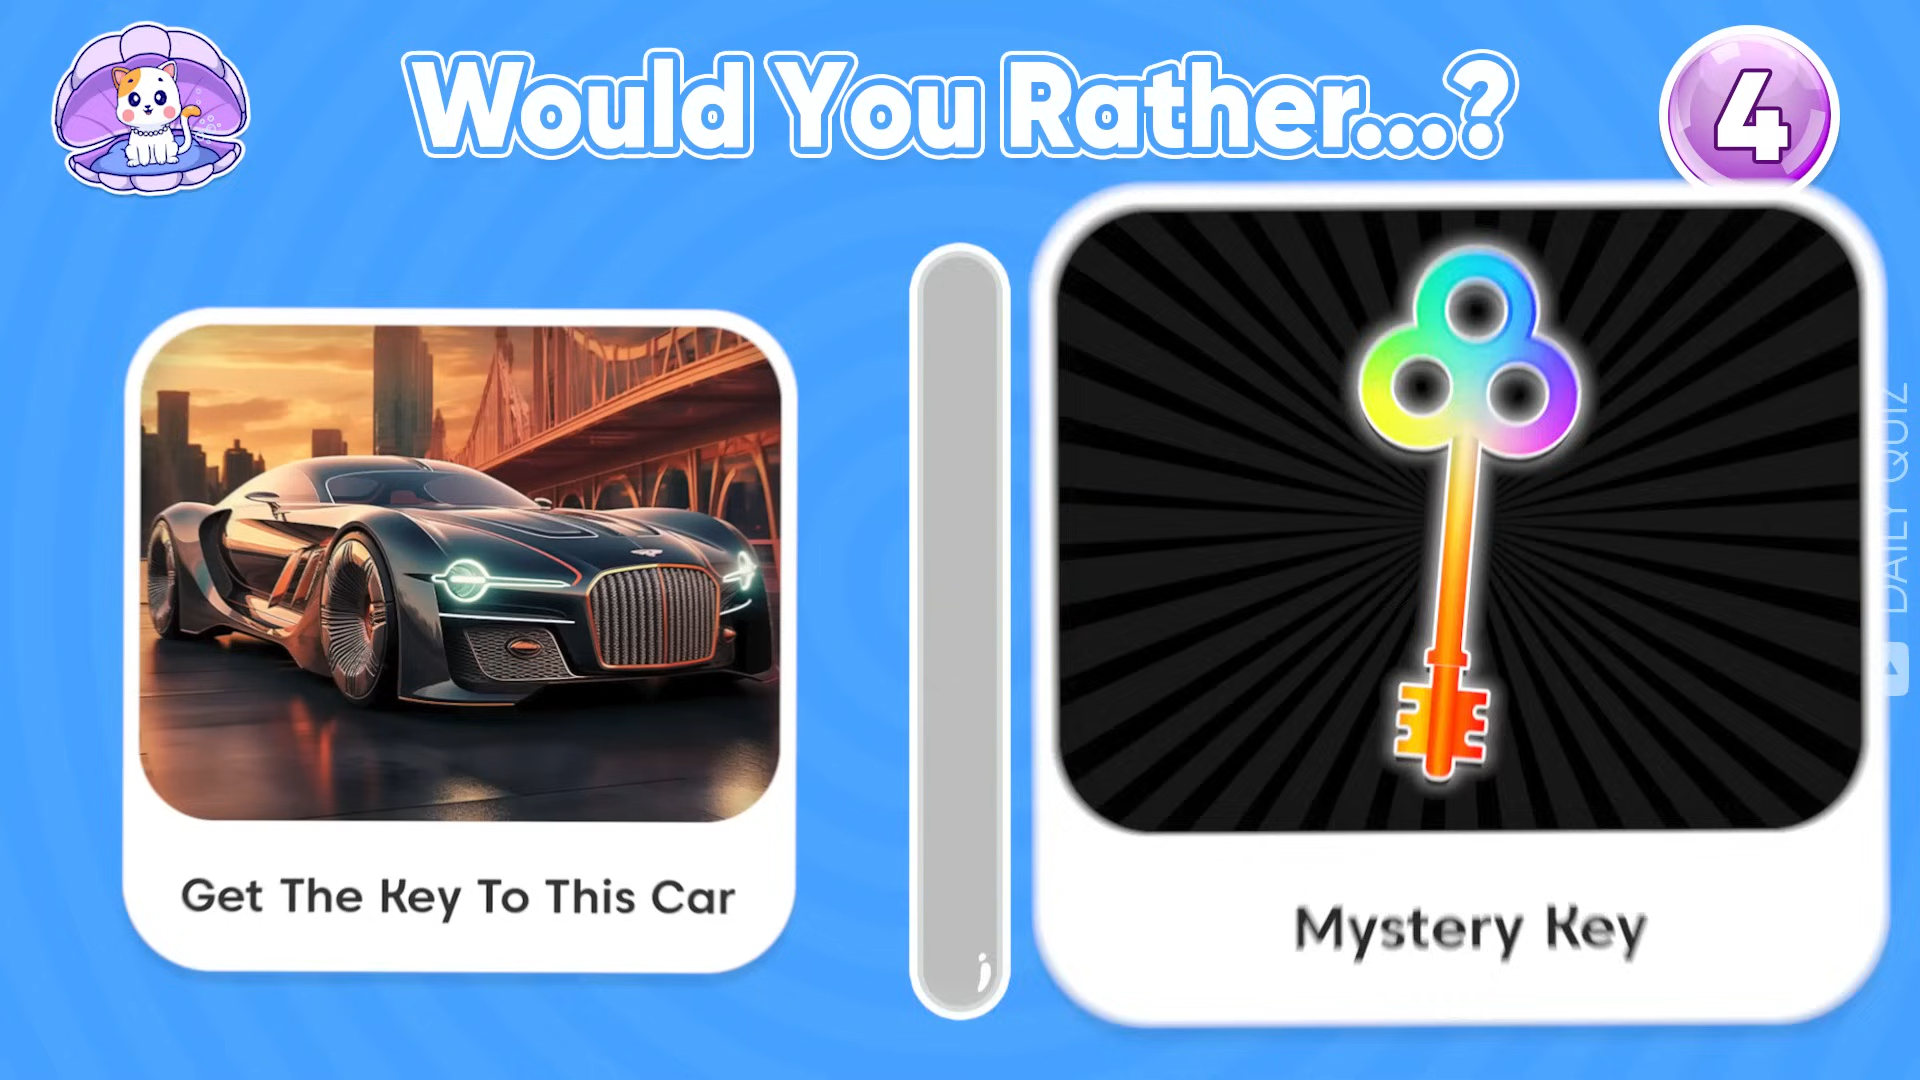 Would You Rather...?
4
Get The Key To This Car
Mystery Key
DAILY QUIZ